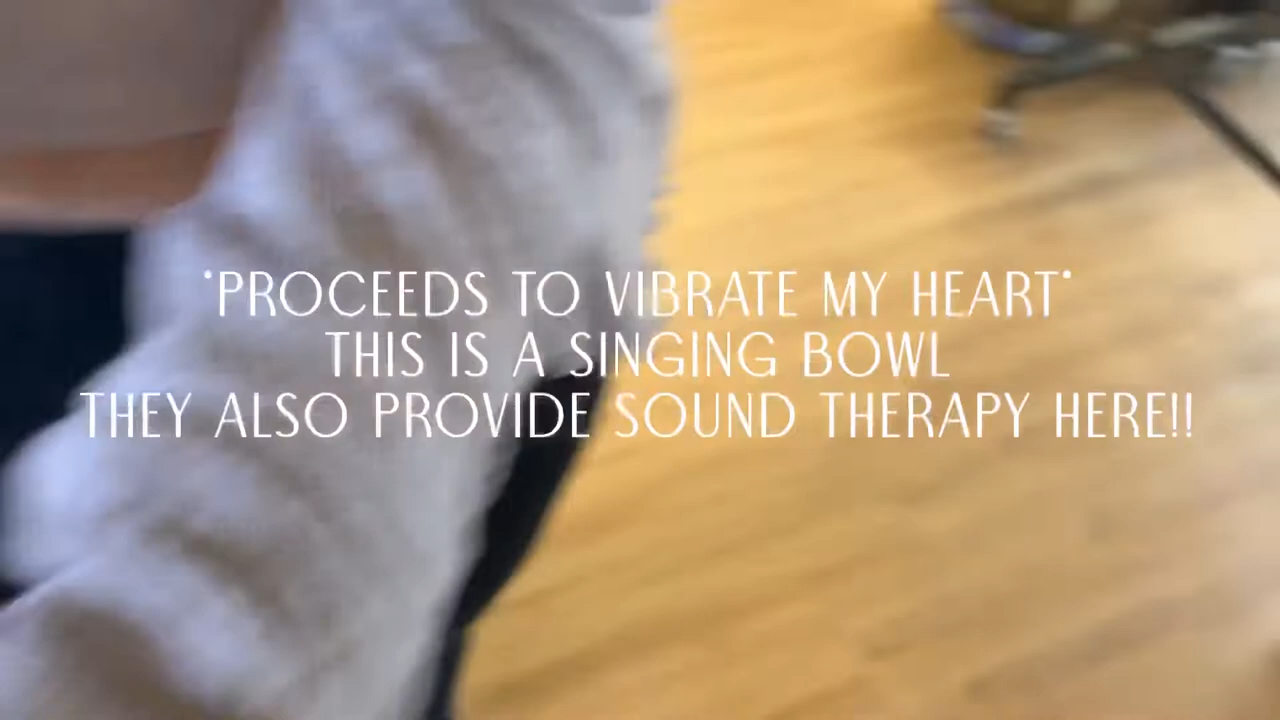 *PROCEEDS TO VIBRATE MY HEART*
THIS IS A SINGING BOWL
THEY ALSO PROVIDE SOUND THERAPY HERE!!